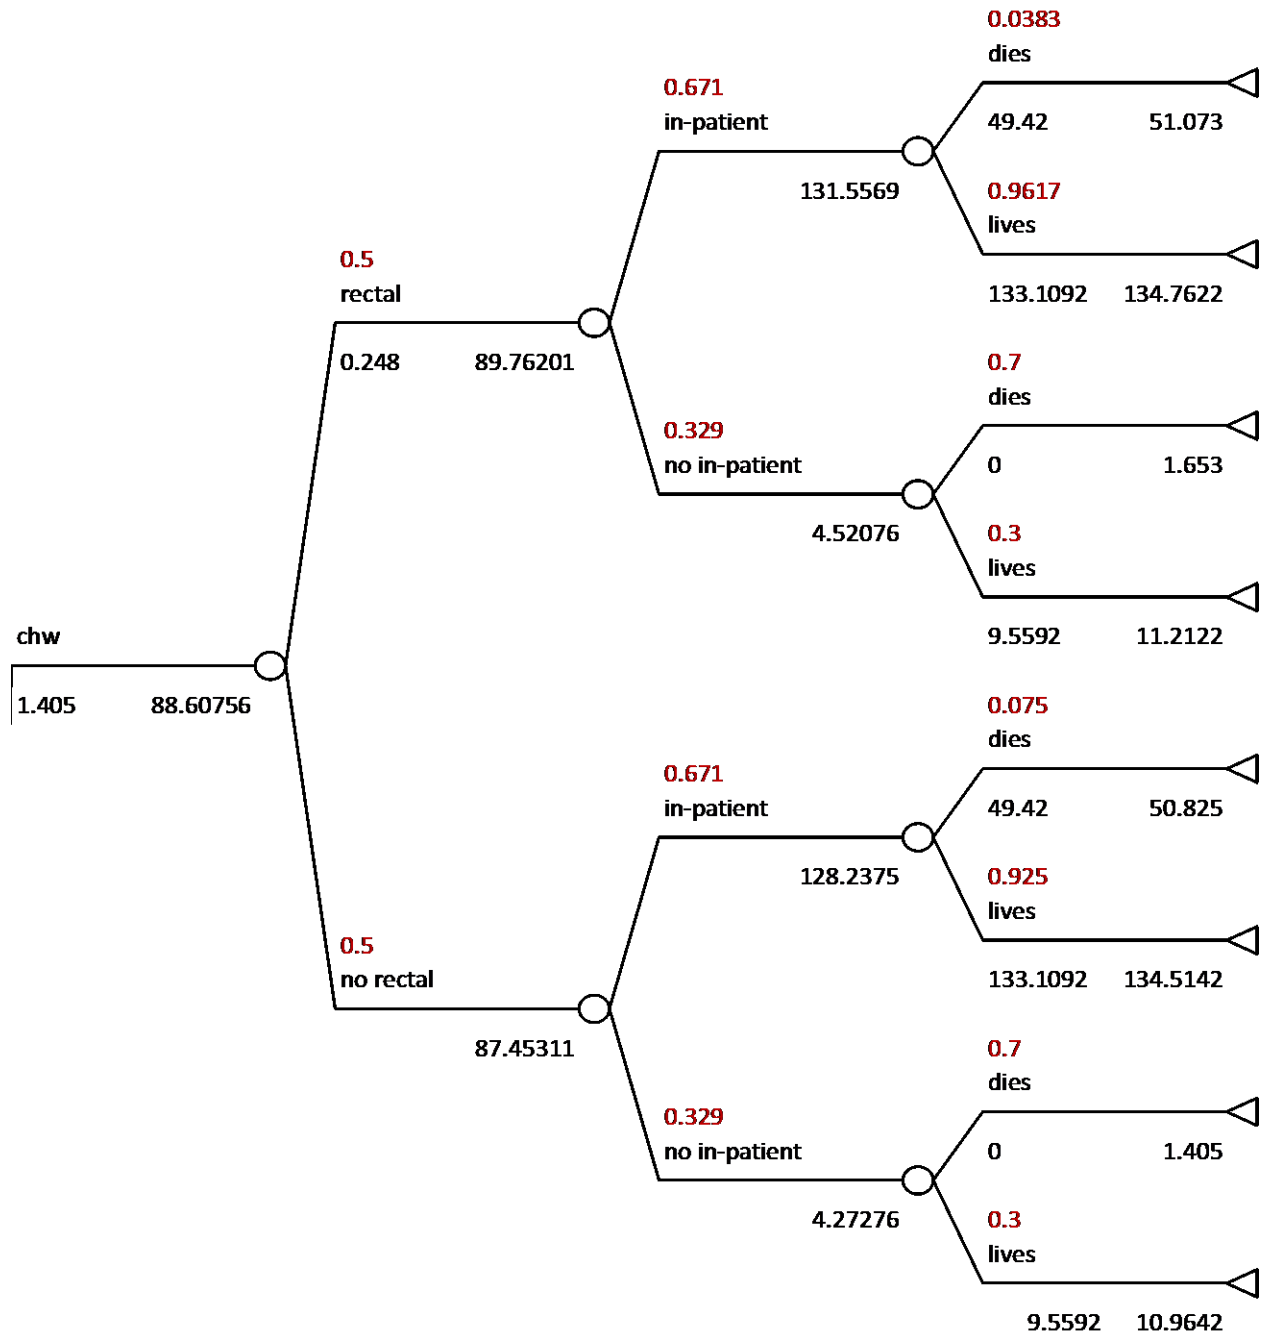 0.0383
dies
49.42 51.073
0.671
in-patient
131.5569
0.9617
lives
133.1092 134.7622
0.5
rectal
0.248 89.76201
0.7
dies
0 1.653
0.329
no in-patient
4.52076
0.3
lives
9.5592 11.2122
chw
1.405 88.60756
0.075
dies
49.42 50.825
0.671
in-patient
128.2375
0.925
lives
133.1092 134.5142
0.5
no rectal
87.45311
0.7
dies
0 1.405
0.329
no in-patient
4.27276
0.3
lives
9.5592 10.9642